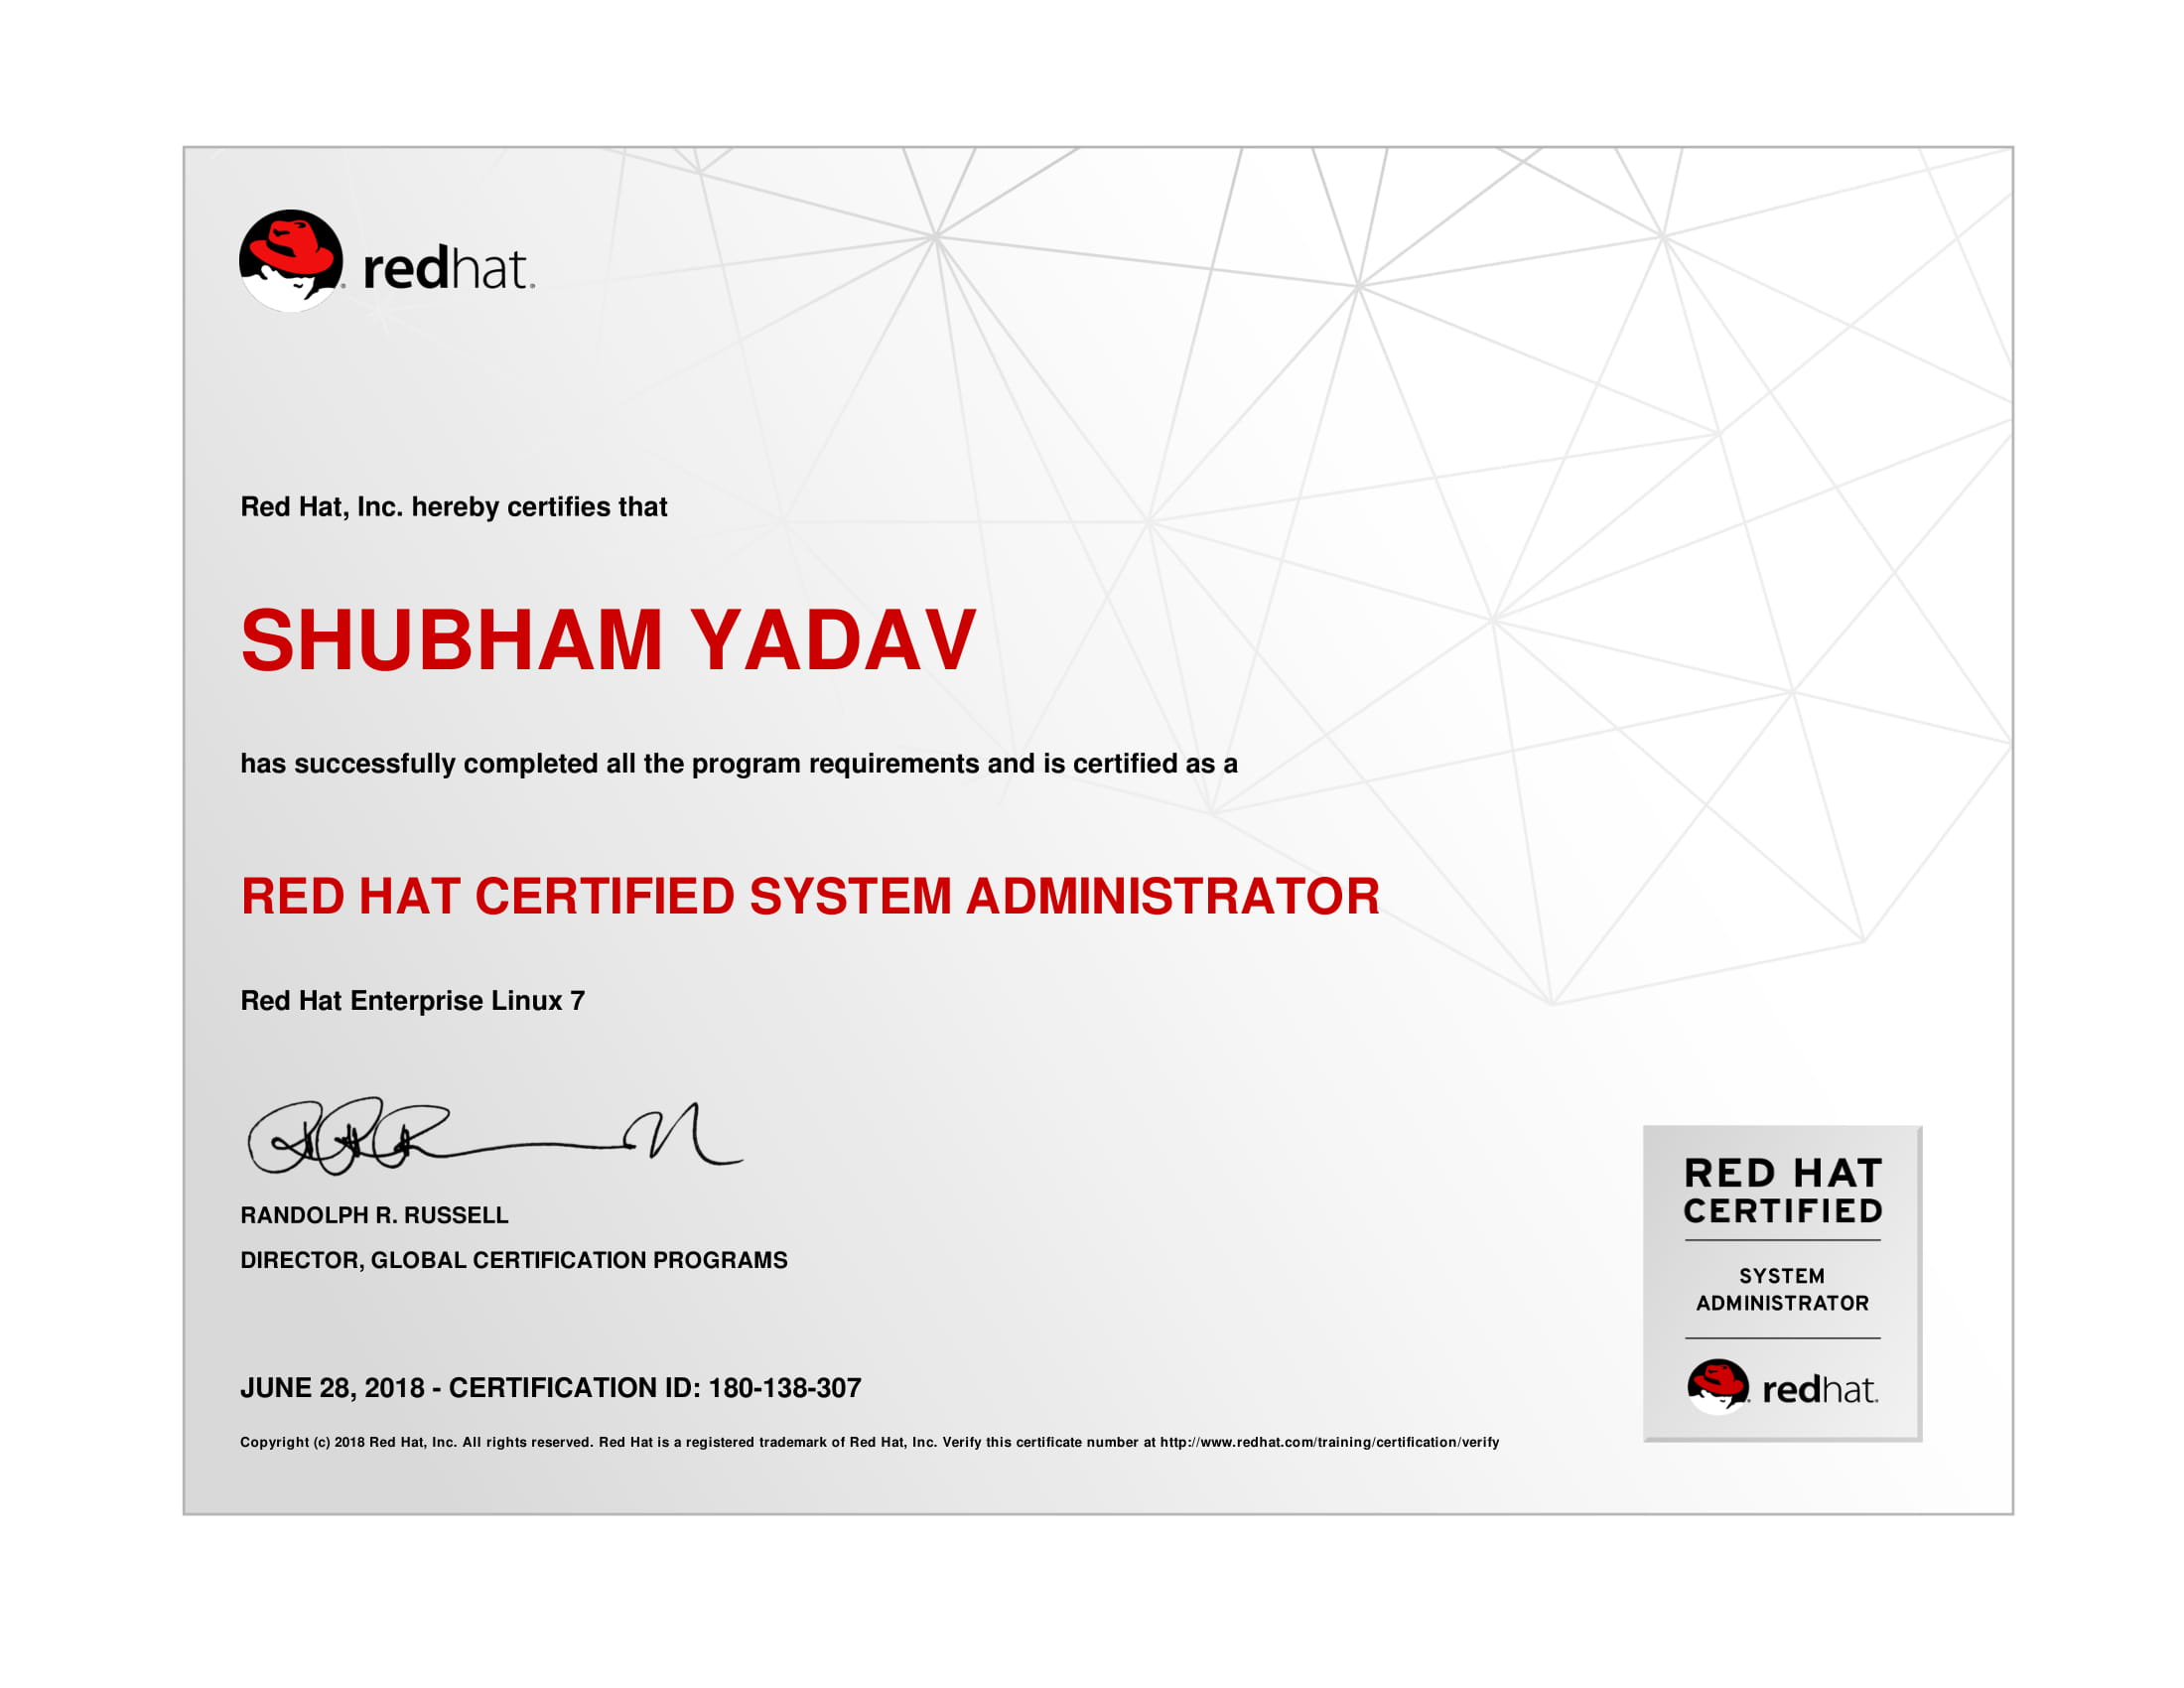 redhat.
Red Hat, Inc. hereby certifies that
SHUBHAM YADAV
has successfully completed all the program requirements and is certified as a
RED HAT CERTIFIED SYSTEM ADMINISTRATOR
Red Hat Enterprise Linux 7
RANDOLPH R. RUSSELL
DIRECTOR, GLOBAL CERTIFICATION PROGRAMS
JUNE 28, 2018 - CERTIFICATION ID: 180-138-307
Copyright (c) 2018 Red Hat, Inc. All rights reserved. Red Hat is a registered trademark of Red Hat, Inc. Verify this certificate number at http://www.redhat.com/training/certification/verify
RED HAT
CERTIFIED
SYSTEM
ADMINISTRATOR
redhat.